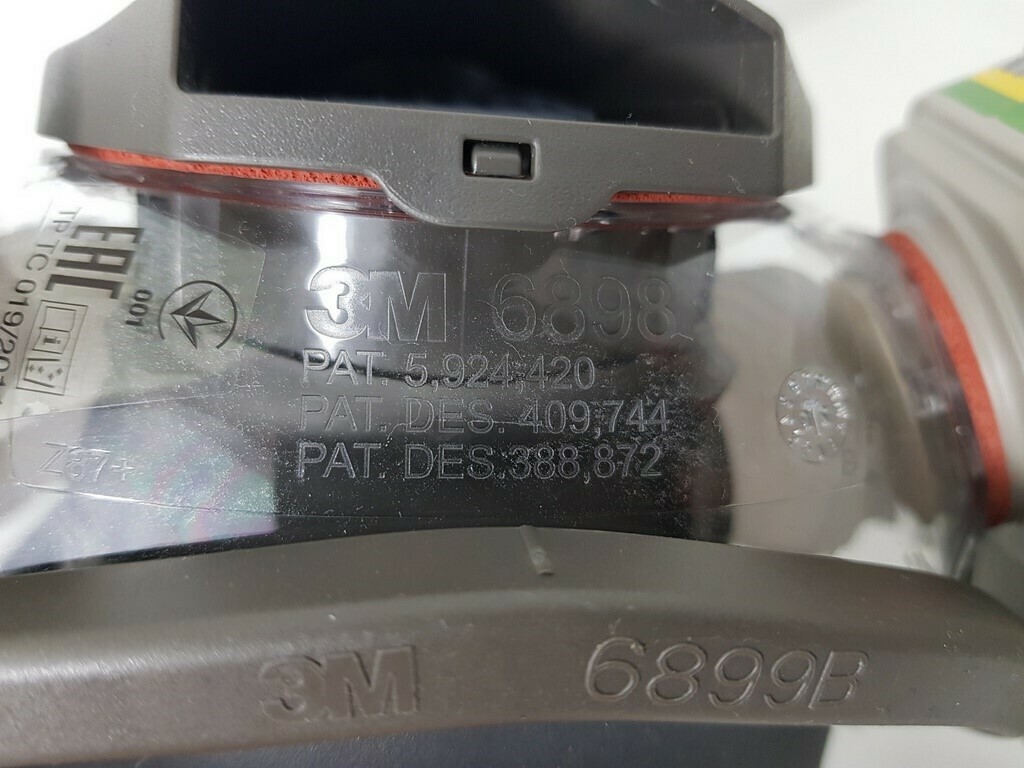 EAC
TP TC 019/201
001
3M 6898
PAT. 5,924,420
PAT. DES. 409,744
PAT. DES. 388,872
Z87+
3M 6899B